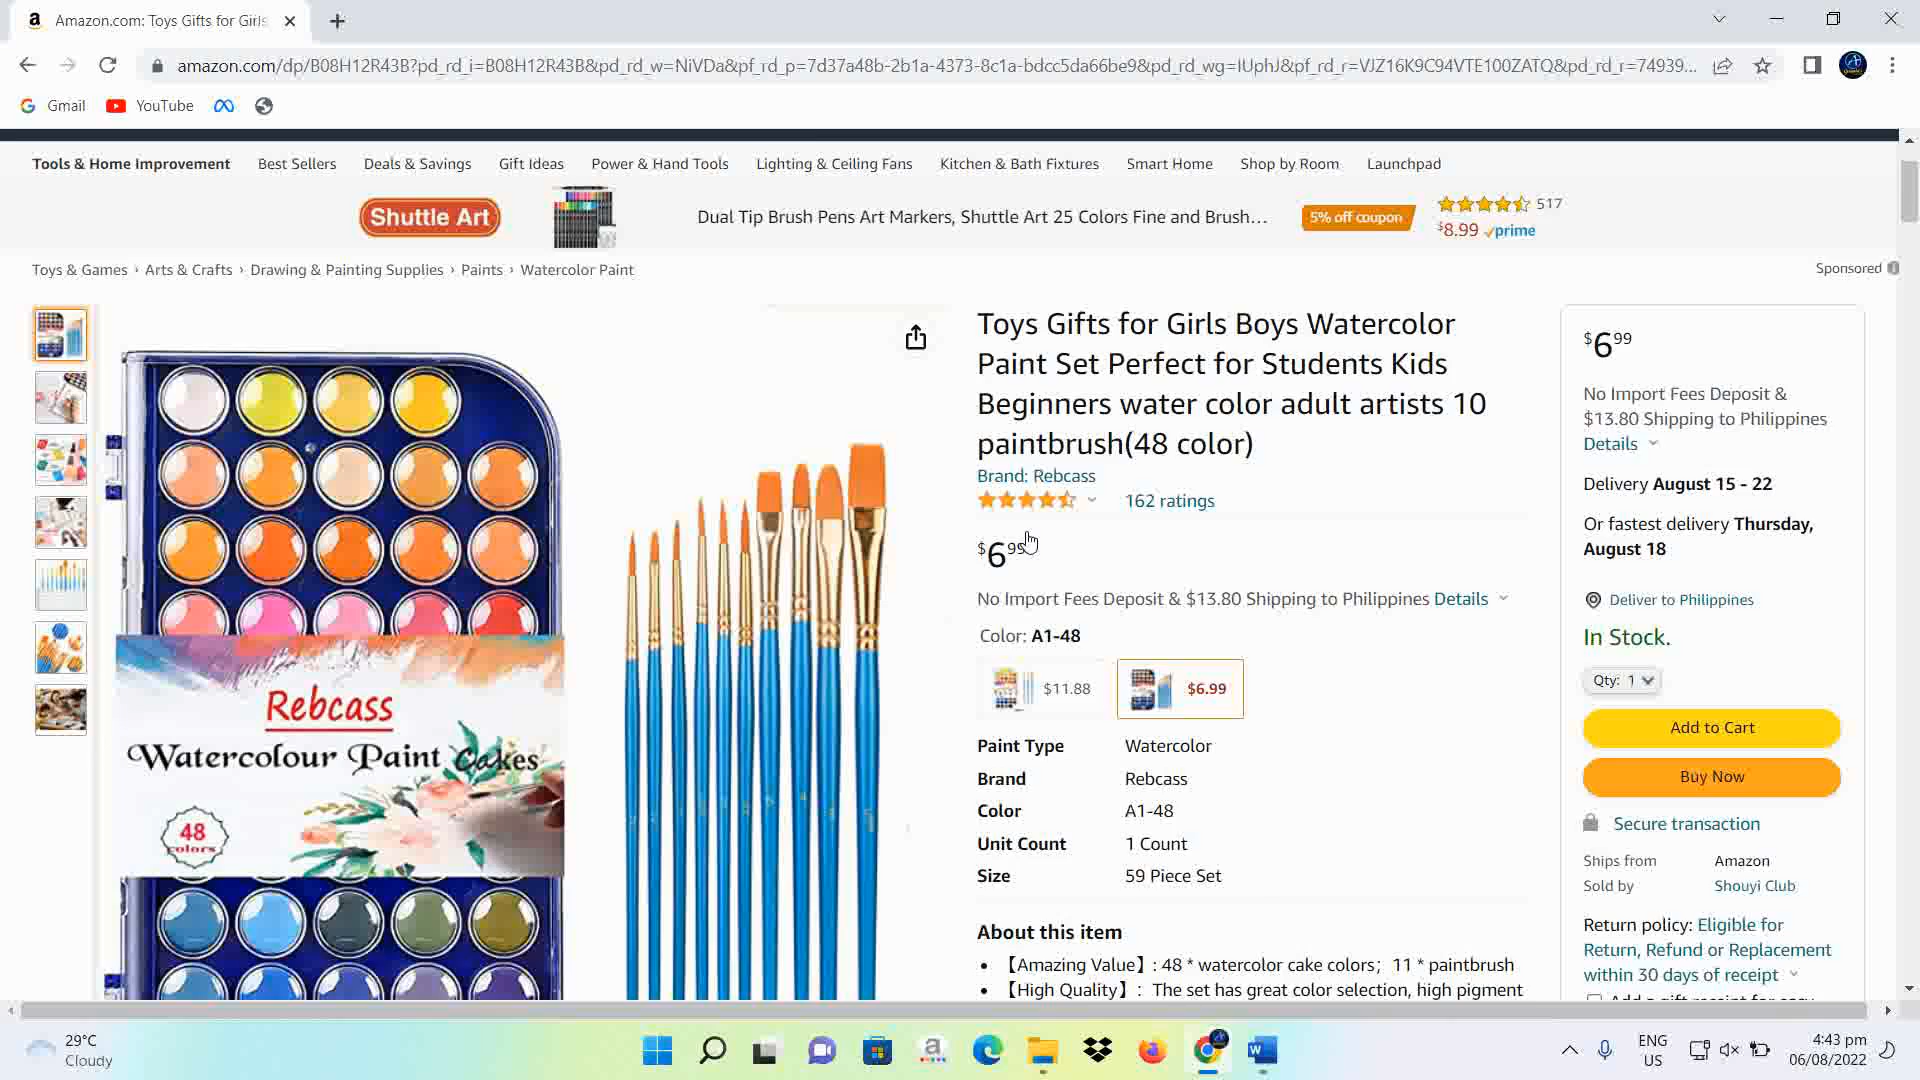 Amazon.com: Toys Gifts for Girls
amazon.com/dp/B08H12R43B?pd_rd_i=B08H12R43B&pd_rd_w=NiVDa&pf_rd_p=7d37a48b-2b1a-4373-8c1a-bdcc5da66be9&pd_rd_wg=IUphJ&pf_rd_r=VJZ16K9C94VTE100ZATQ&pd_rd_r=74939...
Gmail YouTube
Tools & Home Improvement Best Sellers Deals & Savings Gift Ideas Power & Hand Tools Lighting & Ceiling Fans Kitchen & Bath Fixtures Smart Home Shop by Room Launchpad
Shuttle Art Dual Tip Brush Pens Art Markers, Shuttle Art 25 Colors Fine and Brush… 5% off coupon 517
$8.99 prime
Toys & Games › Arts & Crafts › Drawing & Painting Supplies › Paints › Watercolor Paint
Sponsored
Toys Gifts for Girls Boys Watercolor
Paint Set Perfect for Students Kids
Beginners water color adult artists 10
paintbrush(48 color)
Brand: Rebcass
162 ratings
$6.99
No Import Fees Deposit & $13.80 Shipping to Philippines Details
Color: A1-48
$11.88 $6.99
Paint Type Watercolor
Brand Rebcass
Color A1-48
Unit Count 1 Count
Size 59 Piece Set
About this item
• 【Amazing Value】: 48 * watercolor cake colors; 11 * paintbrush
• 【High Quality】: The set has great color selection, high pigment
Rebcass
Watercolour Paint Cakes
48
colors
$6.99
No Import Fees Deposit &
$13.80 Shipping to Philippines
Details
Delivery August 15 - 22
Or fastest delivery Thursday,
August 18
Deliver to Philippines
In Stock.
Qty: 1
Add to Cart
Buy Now
Secure transaction
Ships from Amazon
Sold by Shouyi Club
Return policy: Eligible for
Return, Refund or Replacement
within 30 days of receipt
29°C
Cloudy
ENG
US
4:43 pm
06/08/2022